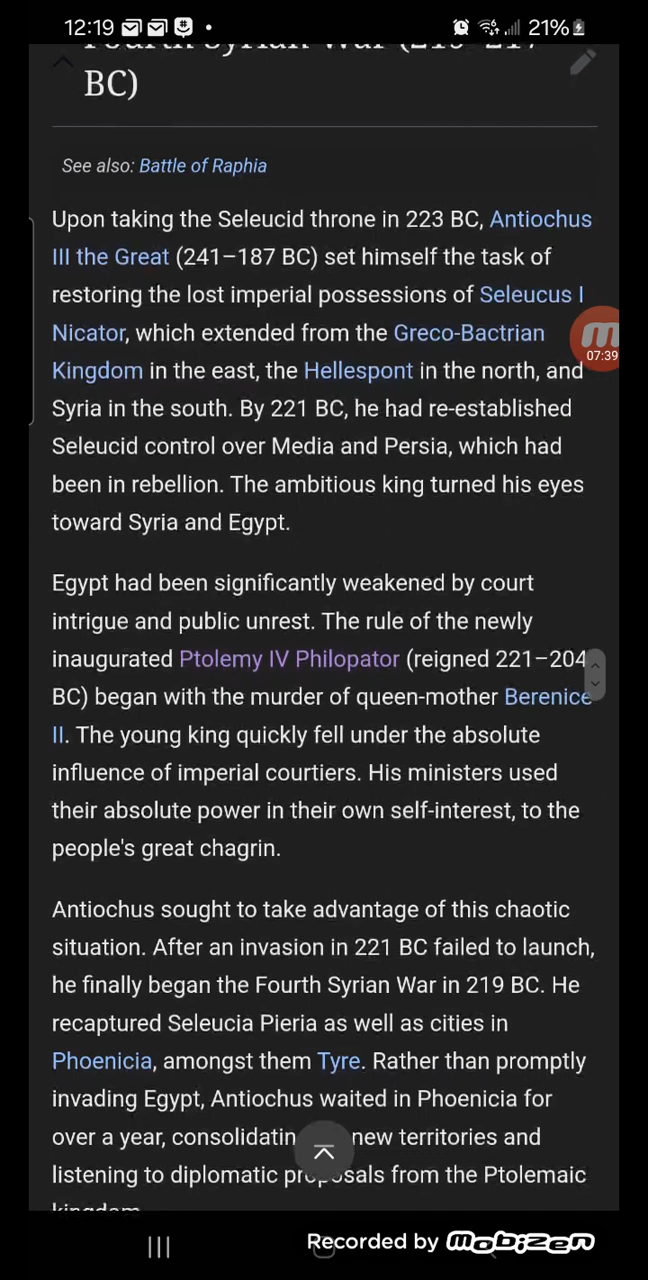 12:19
21%
Fourth Syrian War (219–217
BC)
See also: Battle of Raphia
Upon taking the Seleucid throne in 223 BC, Antiochus
III the Great (241–187 BC) set himself the task of
restoring the lost imperial possessions of Seleucus I
Nicator, which extended from the Greco-Bactrian
Kingdom in the east, the Hellespont in the north, and
Syria in the south. By 221 BC, he had re-established
Seleucid control over Media and Persia, which had
been in rebellion. The ambitious king turned his eyes
toward Syria and Egypt.
07:39
Egypt had been significantly weakened by court
intrigue and public unrest. The rule of the newly
inaugurated Ptolemy IV Philopator (reigned 221–204
BC) began with the murder of queen-mother Berenice
II. The young king quickly fell under the absolute
influence of imperial courtiers. His ministers used
their absolute power in their own self-interest, to the
people's great chagrin.
Antiochus sought to take advantage of this chaotic
situation. After an invasion in 221 BC failed to launch,
he finally began the Fourth Syrian War in 219 BC. He
recaptured Seleucia Pieria as well as cities in
Phoenicia, amongst them Tyre. Rather than promptly
invading Egypt, Antiochus waited in Phoenicia for
over a year, consolidatin new territories and
listening to diplomatic proposals from the Ptolemaic
kingdom
Recorded by mobizen